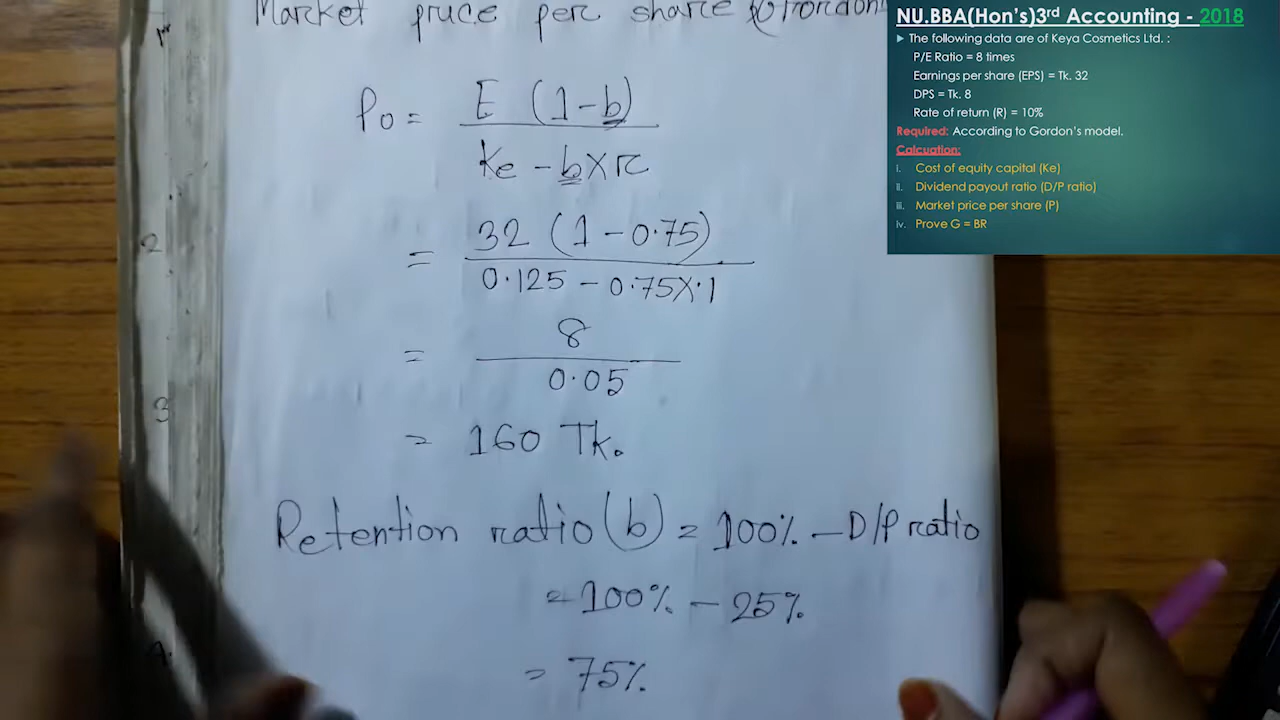 Market price per share (Gordon
P0 = E (1-b)
Ke - b×r
= 32 (1 - 0.75)
0.125 - 0.75×.1
= 8
0.05
= 160 Tk.
Retention ratio (b) = 100% - D/P ratio
= 100% - 25%
= 75%
2
3
4.
NU.BBA(Hon's)3rd Accounting - 2018
The following data are of Keya Cosmetics Ltd. :
P/E Ratio = 8 times
Earnings per share (EPS) = Tk. 32
DPS = Tk. 8
Rate of return (R) = 10%
Required: According to Gordon's model.
Calcuation:
i. Cost of equity capital (Ke)
ii. Dividend payout ratio (D/P ratio)
iii. Market price per share (P)
iv. Prove G = BR